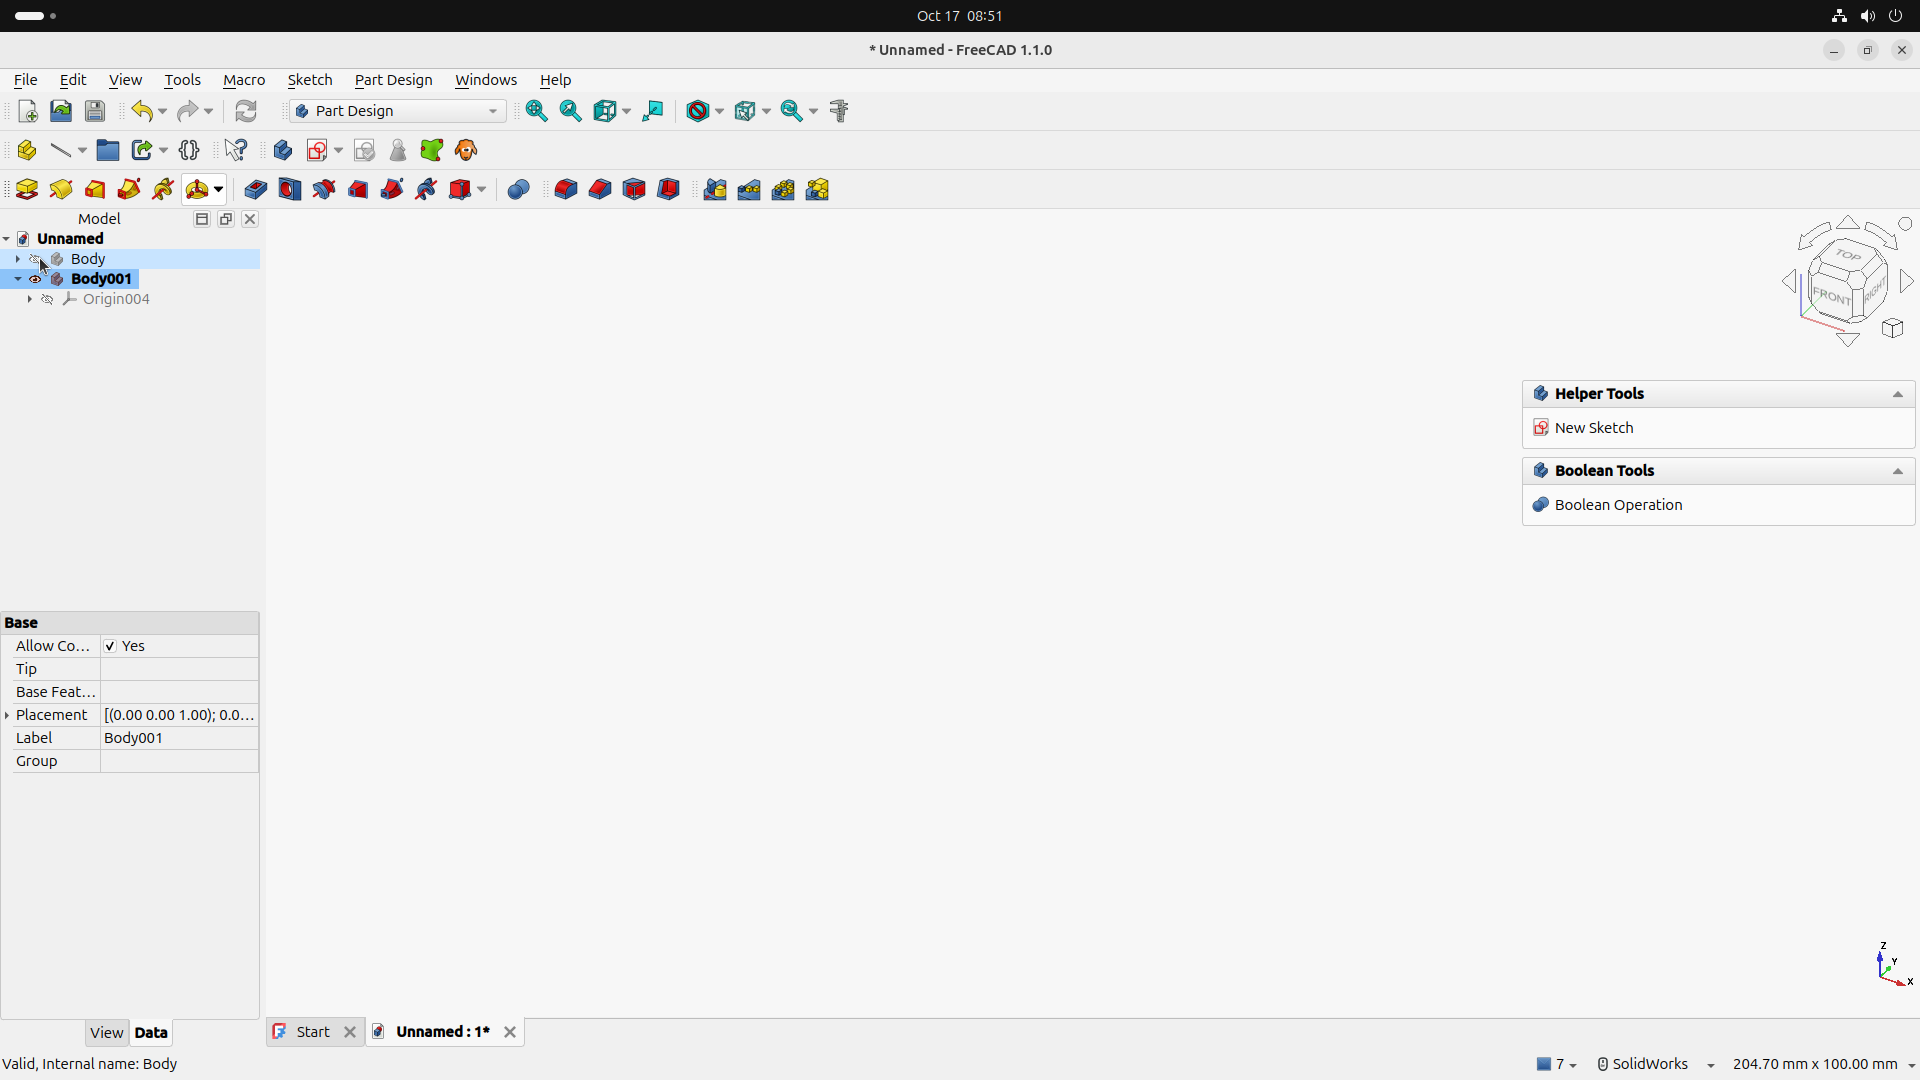 Oct 17 08:51
* Unnamed - FreeCAD 1.1.0
File Edit View Tools Macro Sketch Part Design Windows Help
Part Design
Model
Unnamed
Body
Body001
Origin004
TOP
FRONT
RIGHT
Helper Tools
New Sketch
Boolean Tools
Boolean Operation
Base
Allow Co... Yes
Tip
Base Feat...
Placement [(0.00 0.00 1.00); 0.0...
Label Body001
Group
Z
Y
X
View Data
Start Unnamed : 1*
Valid, Internal name: Body
7 SolidWorks 204.70 mm x 100.00 mm